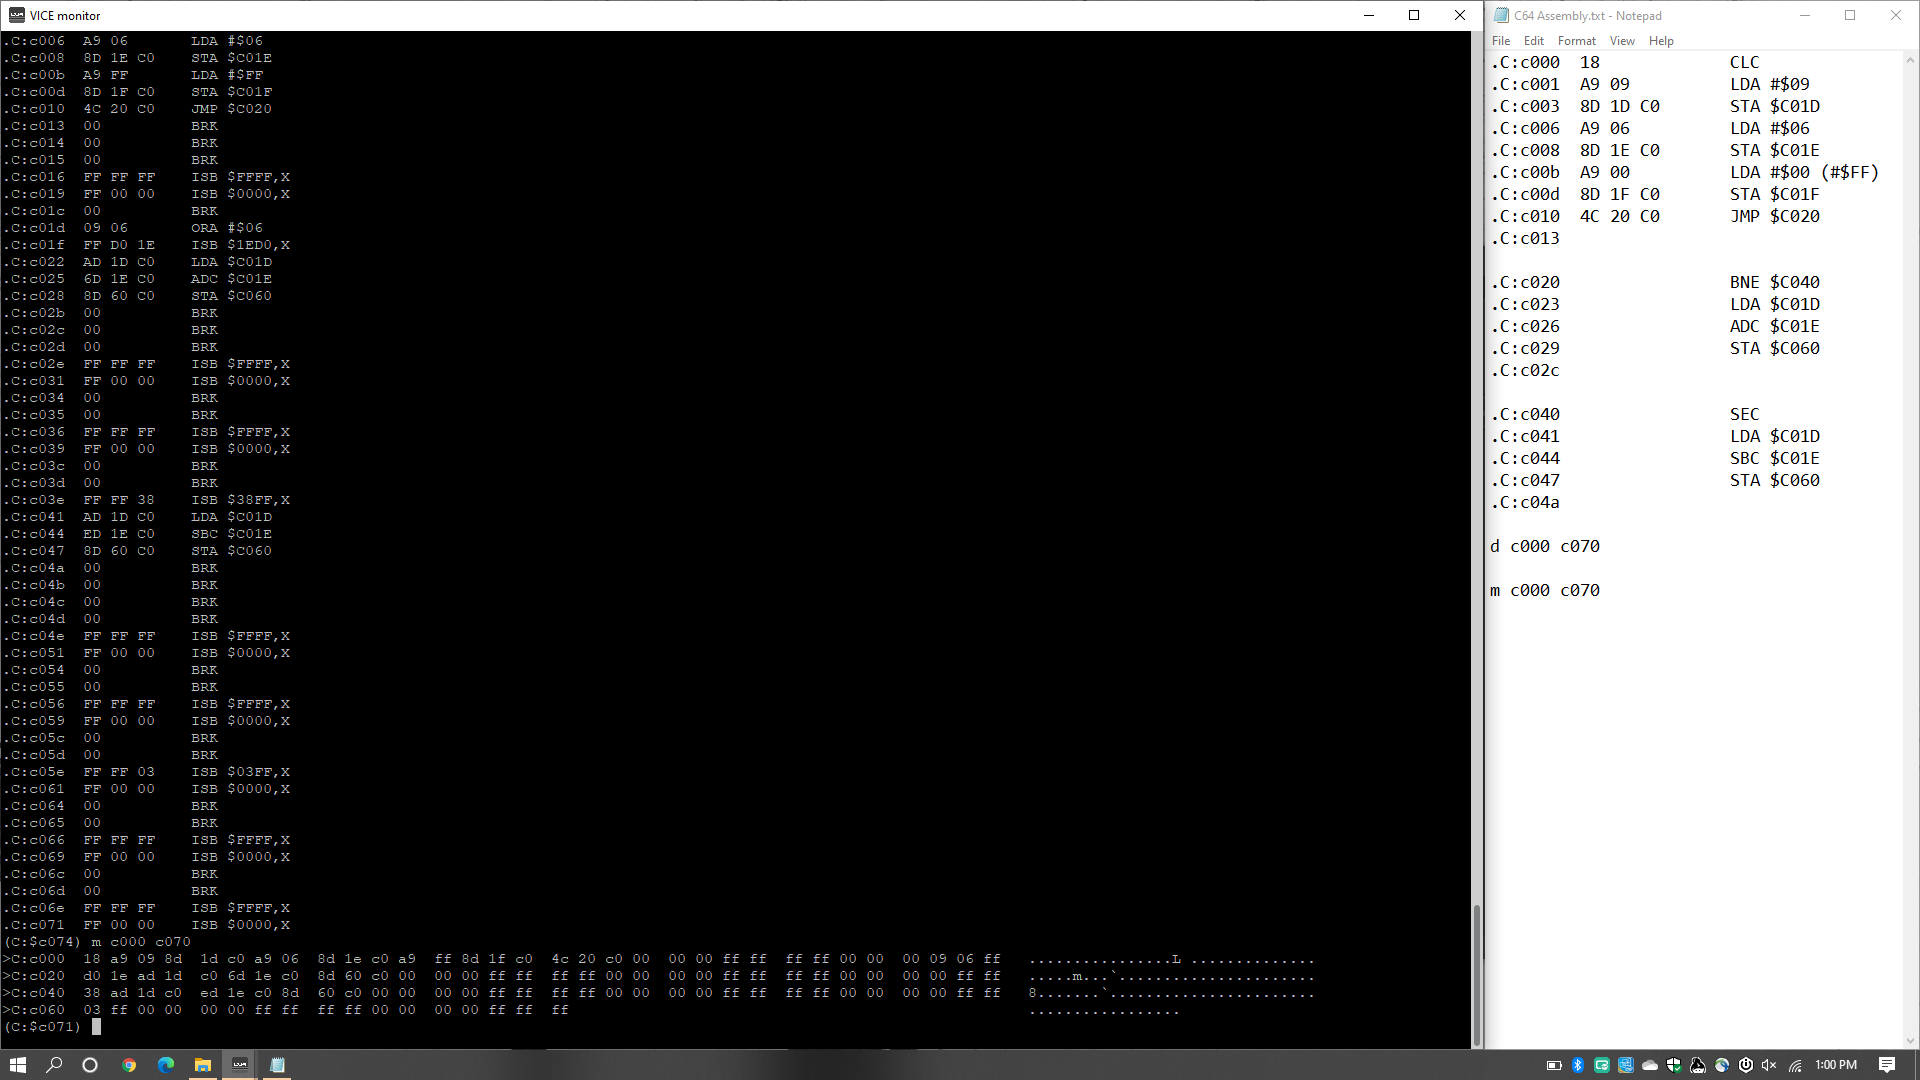 VICE monitor
.C:c006  A9 06       LDA #$06
.C:c008  8D 1E C0    STA $C01E
.C:c00b  A9 FF       LDA #$FF
.C:c00d  8D 1F C0    STA $C01F
.C:c010  4C 20 C0    JMP $C020
.C:c013  00          BRK
.C:c014  00          BRK
.C:c015  00          BRK
.C:c016  FF FF FF    ISB $FFFF,X
.C:c019  FF 00 00    ISB $0000,X
.C:c01c  00          BRK
.C:c01d  09 06       ORA #$06
.C:c01f  FF D0 1E    ISB $1ED0,X
.C:c022  AD 1D C0    LDA $C01D
.C:c025  6D 1E C0    ADC $C01E
.C:c028  8D 60 C0    STA $C060
.C:c02b  00          BRK
.C:c02c  00          BRK
.C:c02d  00          BRK
.C:c02e  FF FF FF    ISB $FFFF,X
.C:c031  FF 00 00    ISB $0000,X
.C:c034  00          BRK
.C:c035  00          BRK
.C:c036  FF FF FF    ISB $FFFF,X
.C:c039  FF 00 00    ISB $0000,X
.C:c03c  00          BRK
.C:c03d  00          BRK
.C:c03e  FF FF 38    ISB $38FF,X
.C:c041  AD 1D C0    LDA $C01D
.C:c044  ED 1E C0    SBC $C01E
.C:c047  8D 60 C0    STA $C060
.C:c04a  00          BRK
.C:c04b  00          BRK
.C:c04c  00          BRK
.C:c04d  00          BRK
.C:c04e  FF FF FF    ISB $FFFF,X
.C:c051  FF 00 00    ISB $0000,X
.C:c054  00          BRK
.C:c055  00          BRK
.C:c056  FF FF FF    ISB $FFFF,X
.C:c059  FF 00 00    ISB $0000,X
.C:c05c  00          BRK
.C:c05d  00          BRK
.C:c05e  FF FF 03    ISB $03FF,X
.C:c061  FF 00 00    ISB $0000,X
.C:c064  00          BRK
.C:c065  00          BRK
.C:c066  FF FF FF    ISB $FFFF,X
.C:c069  FF 00 00    ISB $0000,X
.C:c06c  00          BRK
.C:c06d  00          BRK
.C:c06e  FF FF FF    ISB $FFFF,X
.C:c071  FF 00 00    ISB $0000,X
(C:$c074) m c000 c070
>C:c000  18 a9 09 8d  1d c0 a9 06  8d 1e c0 a9  ff 8d 1f c0  4c 20 c0 00  00 00 ff ff  ff ff 00 00  00 09 06 ff   ................L ..............
>C:c020  d0 1e ad 1d  c0 6d 1e c0  8d 60 c0 00  00 00 ff ff  ff ff 00 00  00 00 ff ff  ff ff 00 00  00 00 ff ff   .....m...`......................
>C:c040  38 ad 1d c0  ed 1e c0 8d  60 c0 00 00  00 00 ff ff  ff ff 00 00  00 00 ff ff  ff ff 00 00  00 00 ff ff   8.......`.......................
>C:c060  03 ff 00 00  00 00 ff ff  ff ff 00 00  00 00 ff ff  ff   .................
(C:$c071)
C64 Assembly.txt - Notepad
File Edit Format View Help
.C:c000  18             CLC
.C:c001  A9 09          LDA #$09
.C:c003  8D 1D C0       STA $C01D
.C:c006  A9 06          LDA #$06
.C:c008  8D 1E C0       STA $C01E
.C:c00b  A9 00          LDA #$00 (#$FF)
.C:c00d  8D 1F C0       STA $C01F
.C:c010  4C 20 C0       JMP $C020
.C:c013
.C:c020                 BNE $C040
.C:c023                 LDA $C01D
.C:c026                 ADC $C01E
.C:c029                 STA $C060
.C:c02c
.C:c040                 SEC
.C:c041                 LDA $C01D
.C:c044                 SBC $C01E
.C:c047                 STA $C060
.C:c04a
d c000 c070
m c000 c070
1:00 PM